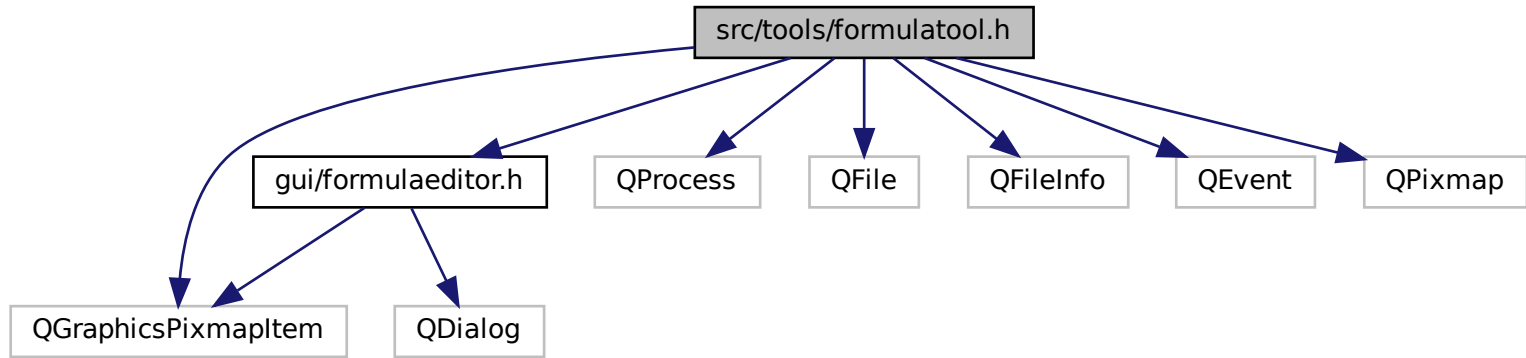 src/tools/formulatool.h
gui/formulaeditor.h
QProcess
QFile
QFileInfo
QEvent
QPixmap
QGraphicsPixmapItem
QDialog